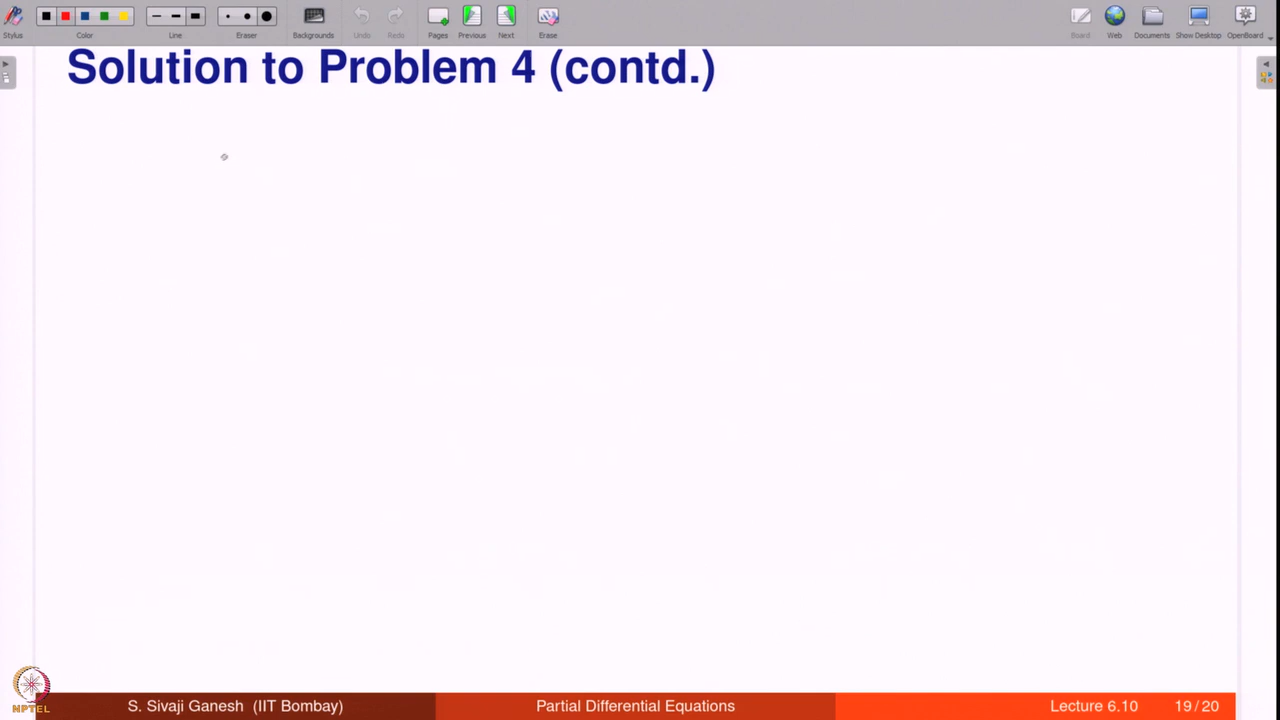 Stylus Color Line Eraser Backgrounds Undo Redo Pages Previous Next Erase Board Web Documents Show Desktop OpenBoard
Solution to Problem 4 (contd.)
NPTEL
S. Sivaji Ganesh (IIT Bombay) Partial Differential Equations Lecture 6.10 19/20